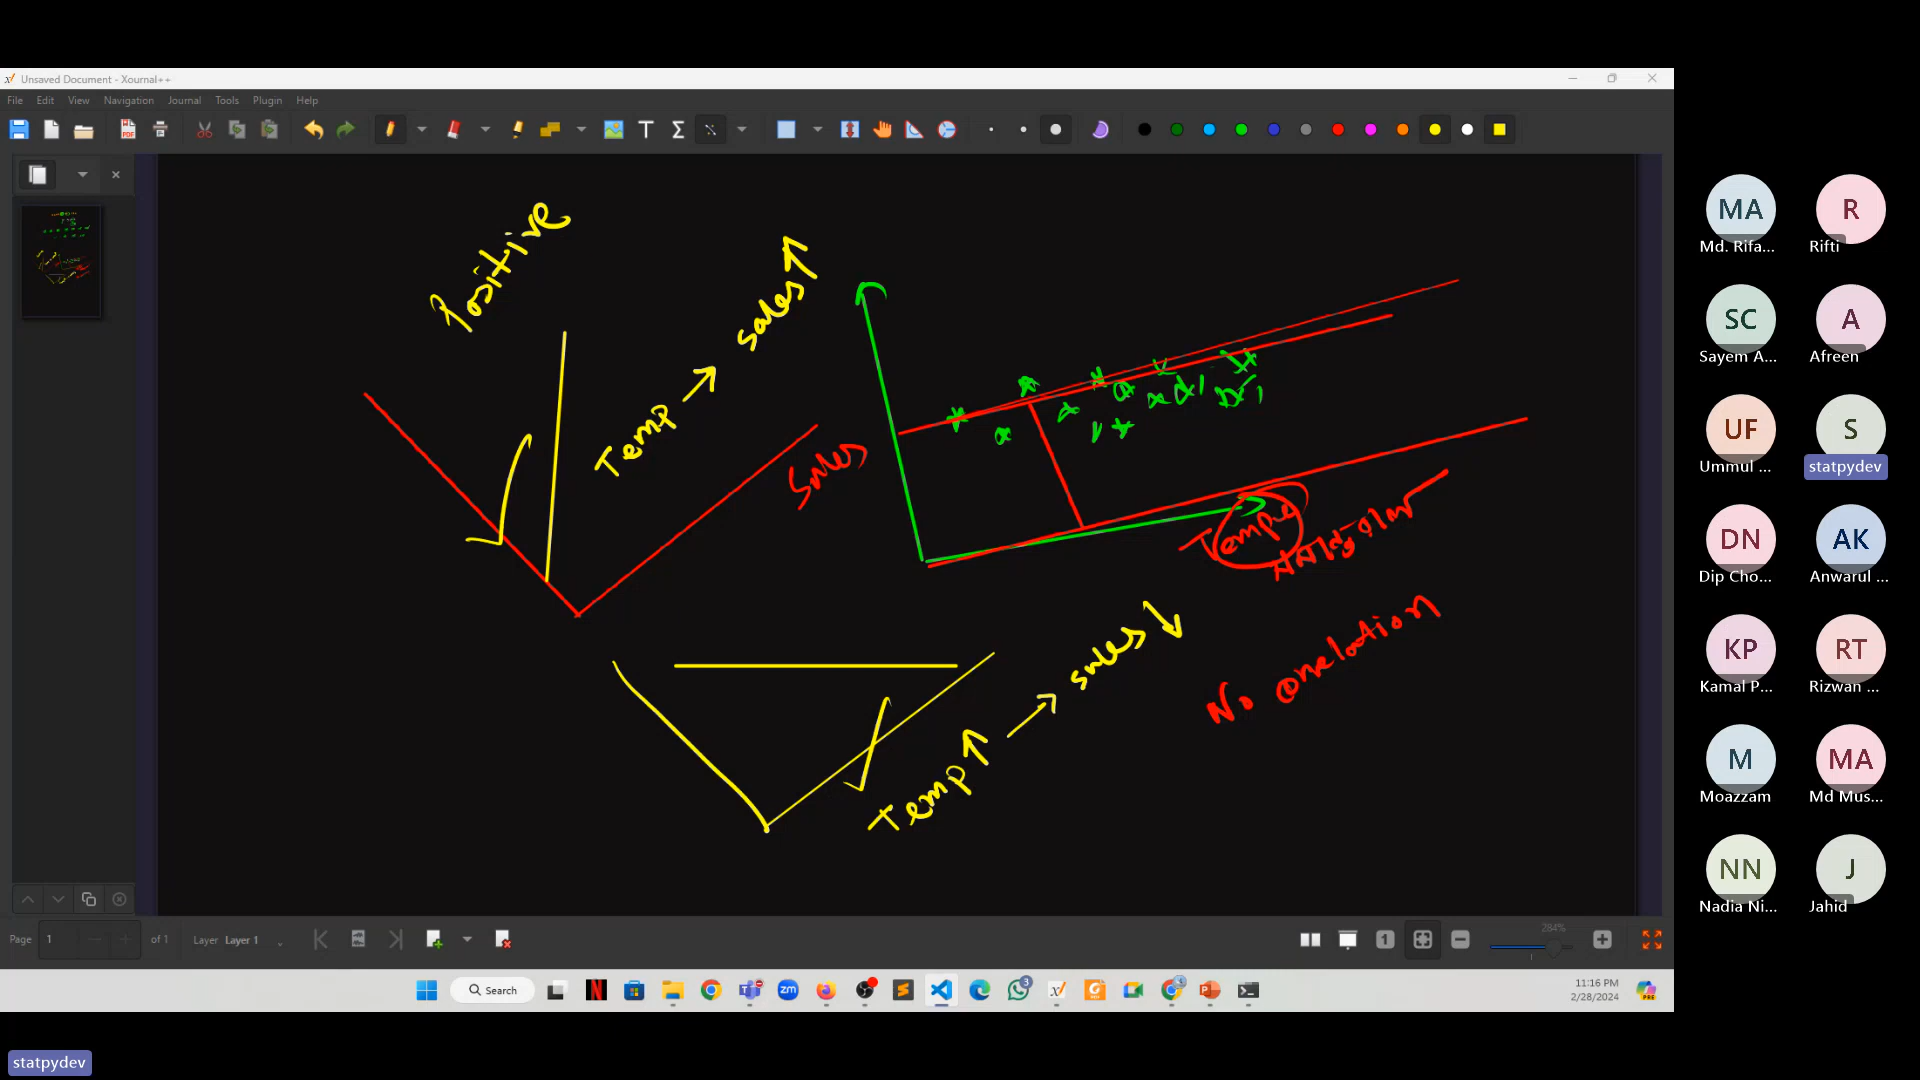 Unsaved Document - Xournal++
File Edit View Navigation Journal Tools Plugin Help
Positive
Temp → sales ↑
Sales
Temp
No correlation
Temp ↑ → sales ↓
Page 1 of 1 Layer Layer 1
284%
Search
11:16 PM
2/28/2024
MA
Md. Rifa...
R
Rifti
SC
Sayem A...
A
Afreen
UF
Ummul ...
S
statpydev
DN
Dip Cho...
AK
Anwarul ...
KP
Kamal P...
RT
Rizwan ...
M
Moazzam
MA
Md Mus...
NN
Nadia Ni...
J
Jahid
statpydev